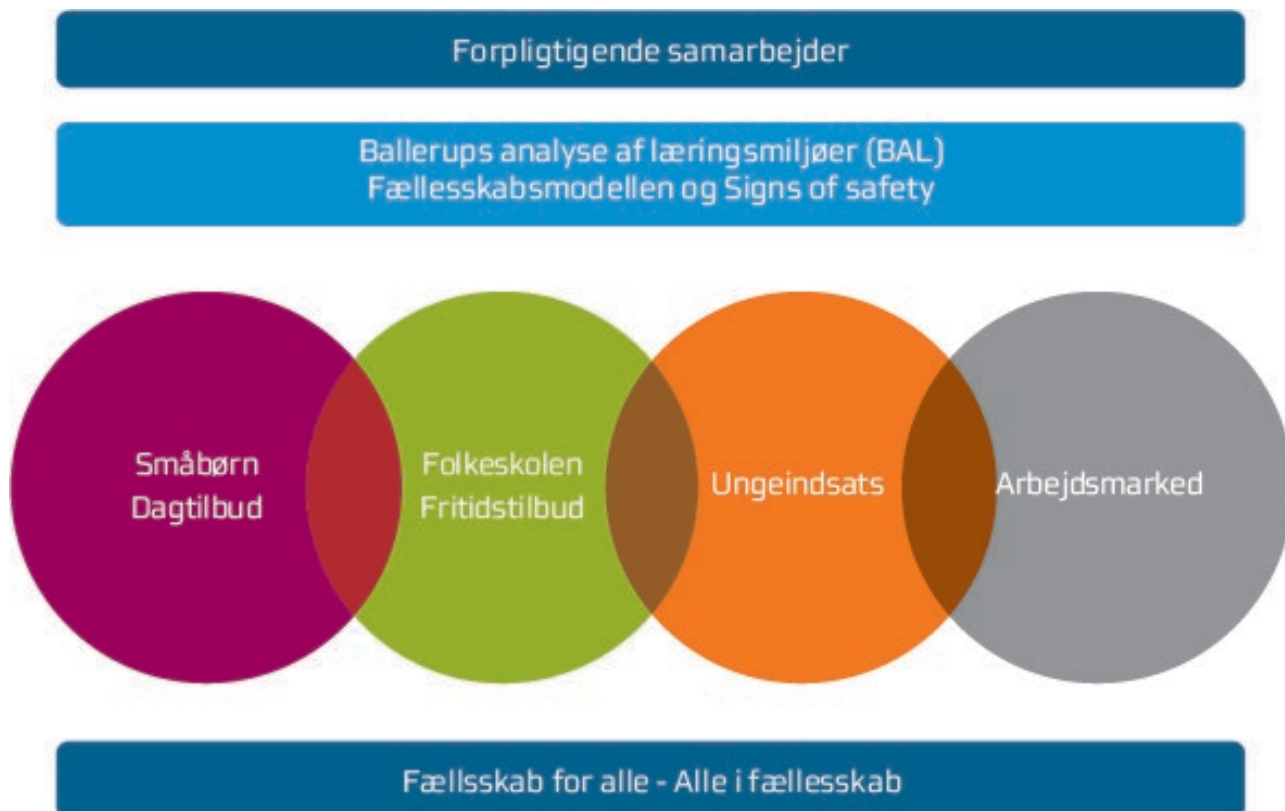 Forpligtigende samarbejder
Ballerups analyse af læringsmiljøer (BAL)
Fællesskabsmodellen og Signs of safety
Småbørn
Dagtilbud
Folkeskolen
Fritidstilbud
Ungeindsats
Arbejdsmarked
Fællsskab for alle - Alle i fællesskab